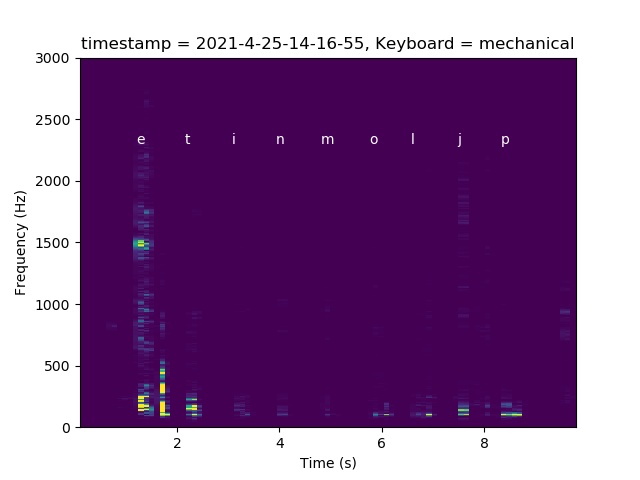 timestamp = 2021-4-25-14-16-55, Keyboard = mechanical
3000
2500
2000
1500
1000
500
0
Frequency (Hz)
e t i n m o l j p
2 4 6 8
Time (s)